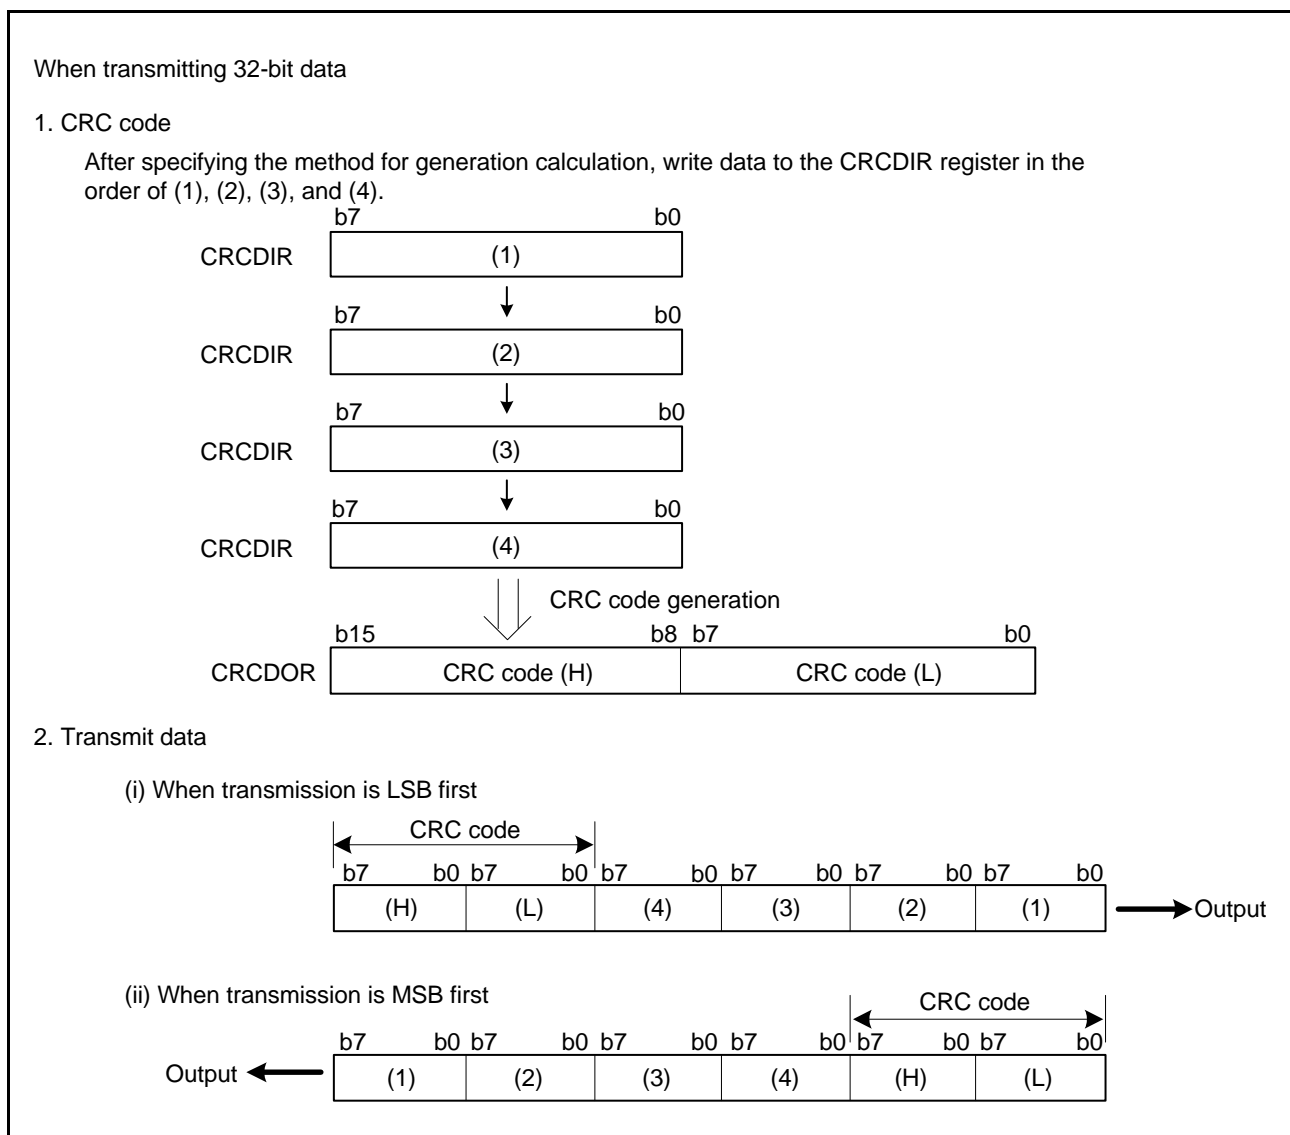 When transmitting 32-bit data
1. CRC code
After specifying the method for generation calculation, write data to the CRCDIR register in the
order of (1), (2), (3), and (4).
b7 b0
CRCDIR (1)
b7 b0
CRCDIR (2)
b7 b0
CRCDIR (3)
b7 b0
CRCDIR (4)
CRC code generation
b15 b8 b7 b0
CRCDOR CRC code (H) CRC code (L)
2. Transmit data
(i) When transmission is LSB first
CRC code
b7 b0 b7 b0 b7 b0 b7 b0 b7 b0 b7 b0
(H) (L) (4) (3) (2) (1) Output
(ii) When transmission is MSB first
CRC code
b7 b0 b7 b0 b7 b0 b7 b0 b7 b0 b7 b0
Output (1) (2) (3) (4) (H) (L)